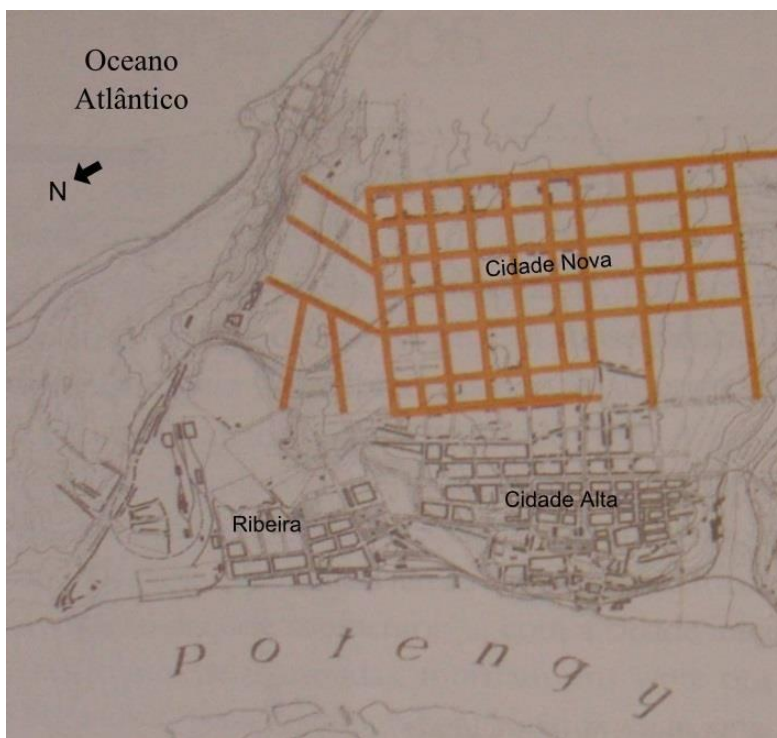 Oceano
Atlântico
N
Cidade Nova
Cidade Alta
Ribeira
Potengy